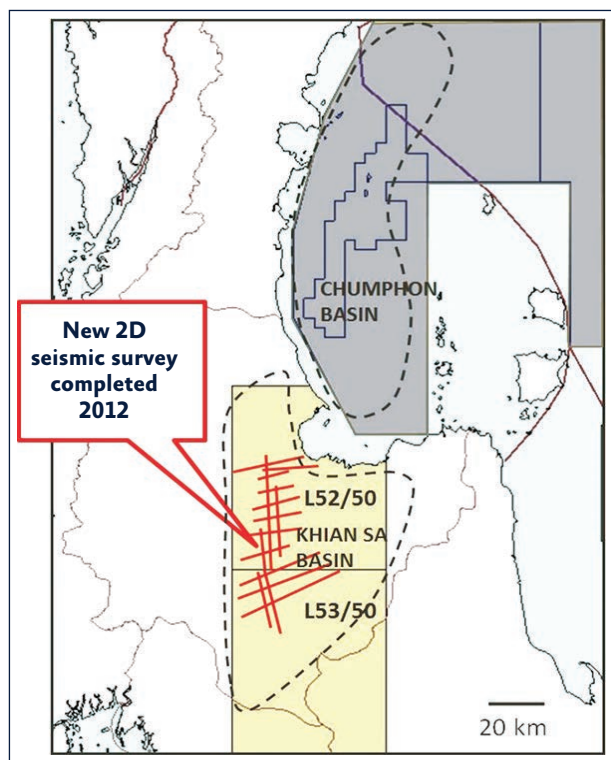 CHUMPHON
BASIN
New 2D
seismic survey
completed
2012
L52/50
KHIAN SA
BASIN
L53/50
20 km